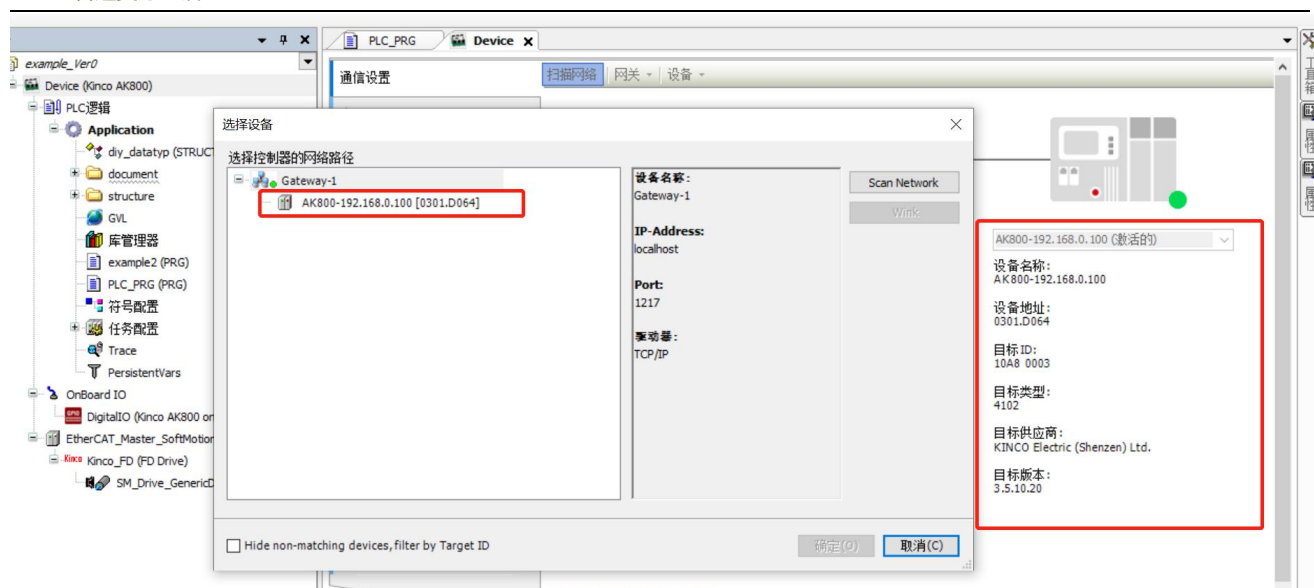 PLC_PRG
Device
example_Ver0
Device (Kinco AK800)
PLC逻辑
Application
diy_datatyp (STRUCT
document
structure
GVL
库管理器
example2 (PRG)
PLC_PRG (PRG)
符号配置
任务配置
Trace
PersistentVars
OnBoard IO
DigitalIO (Kinco AK800 on
EtherCAT_Master_SoftMotion
Kinco Kinco_FD (FD Drive)
SM_Drive_GenericD
通信设置
扫描网络 网关 设备
选择设备
选择控制器的网络路径
Gateway-1
AK800-192.168.0.100 [0301.D064]
设备名称:
Gateway-1
IP-Address:
localhost
Port:
1217
驱动器:
TCP/IP
Scan Network
Wink
Hide non-matching devices, filter by Target ID
确定(O)
取消(C)
AK800-192.168.0.100 (激活的)
设备名称:
AK800-192.168.0.100
设备地址:
0301.D064
目标ID:
10A8 0003
目标类型:
4102
目标供应商:
KINCO Electric (Shenzen) Ltd.
目标版本:
3.5.10.20
工具箱
属性
属性